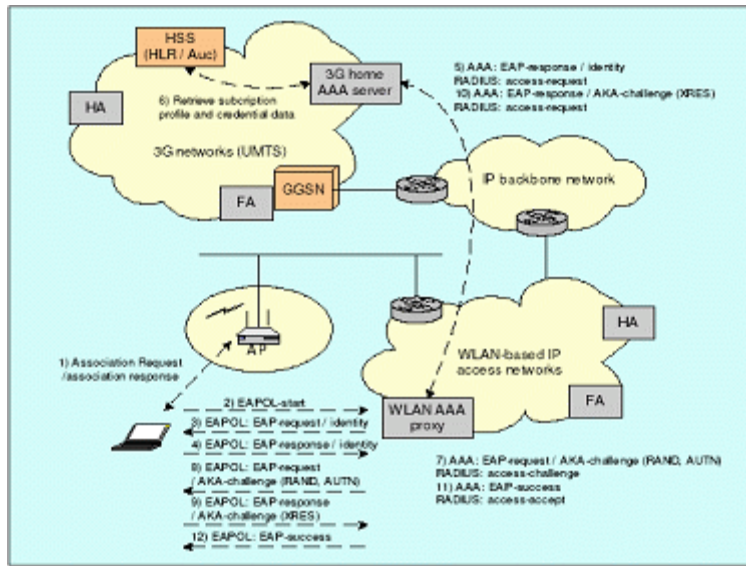 HSS
(HLR / Auc)
3G home
AAA server
5) AAA: EAP-response / identity
RADIUS: access-request
10) AAA: EAP-response / AKA-challenge (XRES)
RADIUS: access-request
HA
6) Retrieve subcription
profile and credential data.
3G networks (UMTS)
GGSN
FA
IP backbone network
AP
1) Association Request
/association response
HA
WLAN-based IP
access networks
FA
WLAN AAA
proxy
2) EAPOL-start
3) EAPOL: EAP-request / identity
4) EAPOL: EAP-response / identity
8) EAPOL: EAP-request
/ AKA-challenge (RAND, AUTN)
9) EAPOL: EAP-response
/ AKA-challenge (XRES)
12) EAPOL: EAP-success
7) AAA: EAP-request / AKA-challenge (RAND, AUTN)
RADIUS: access-challenge
11) AAA: EAP-success
RADIUS: access-accept